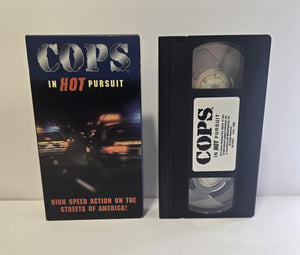 COPS
IN HOT PURSUIT
HIGH SPEED ACTION ON THE
STREETS OF AMERICA!
COPS
IN HOT PURSUIT